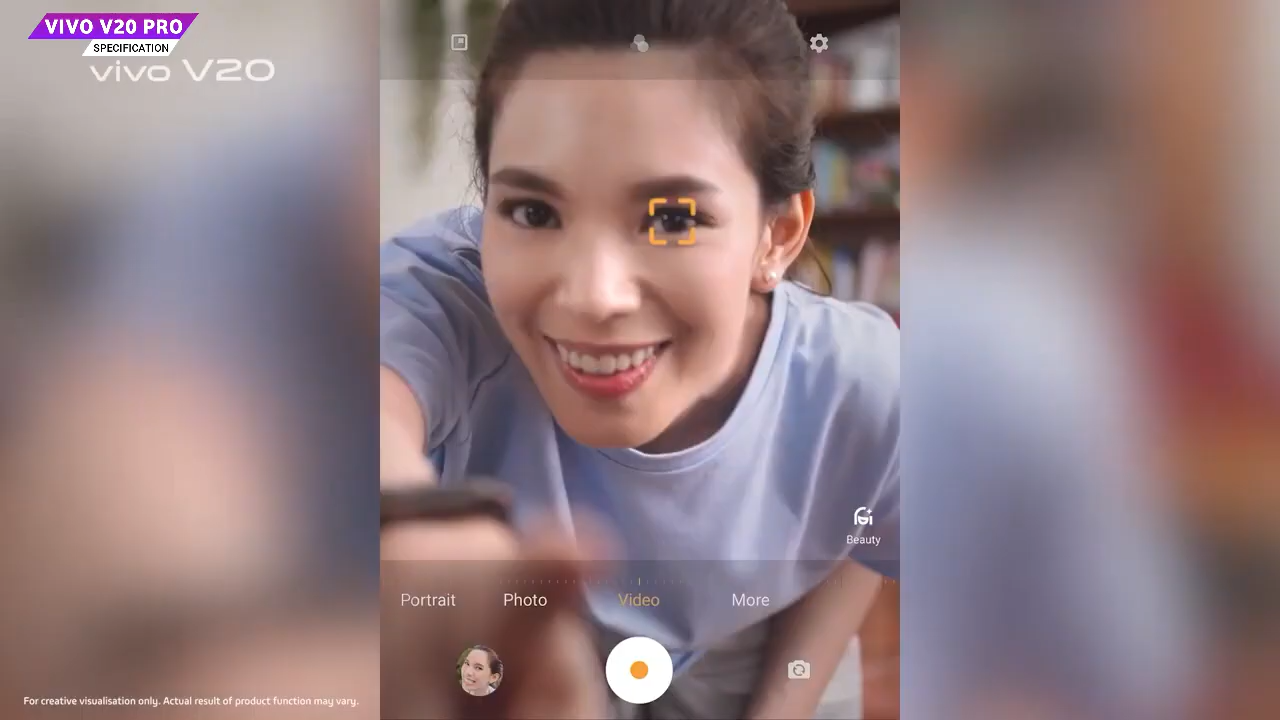 VIVO V20 PRO
SPECIFICATION
vivo V20
Beauty
Portrait Photo Video More
For creative visualisation only. Actual result of product function may vary.